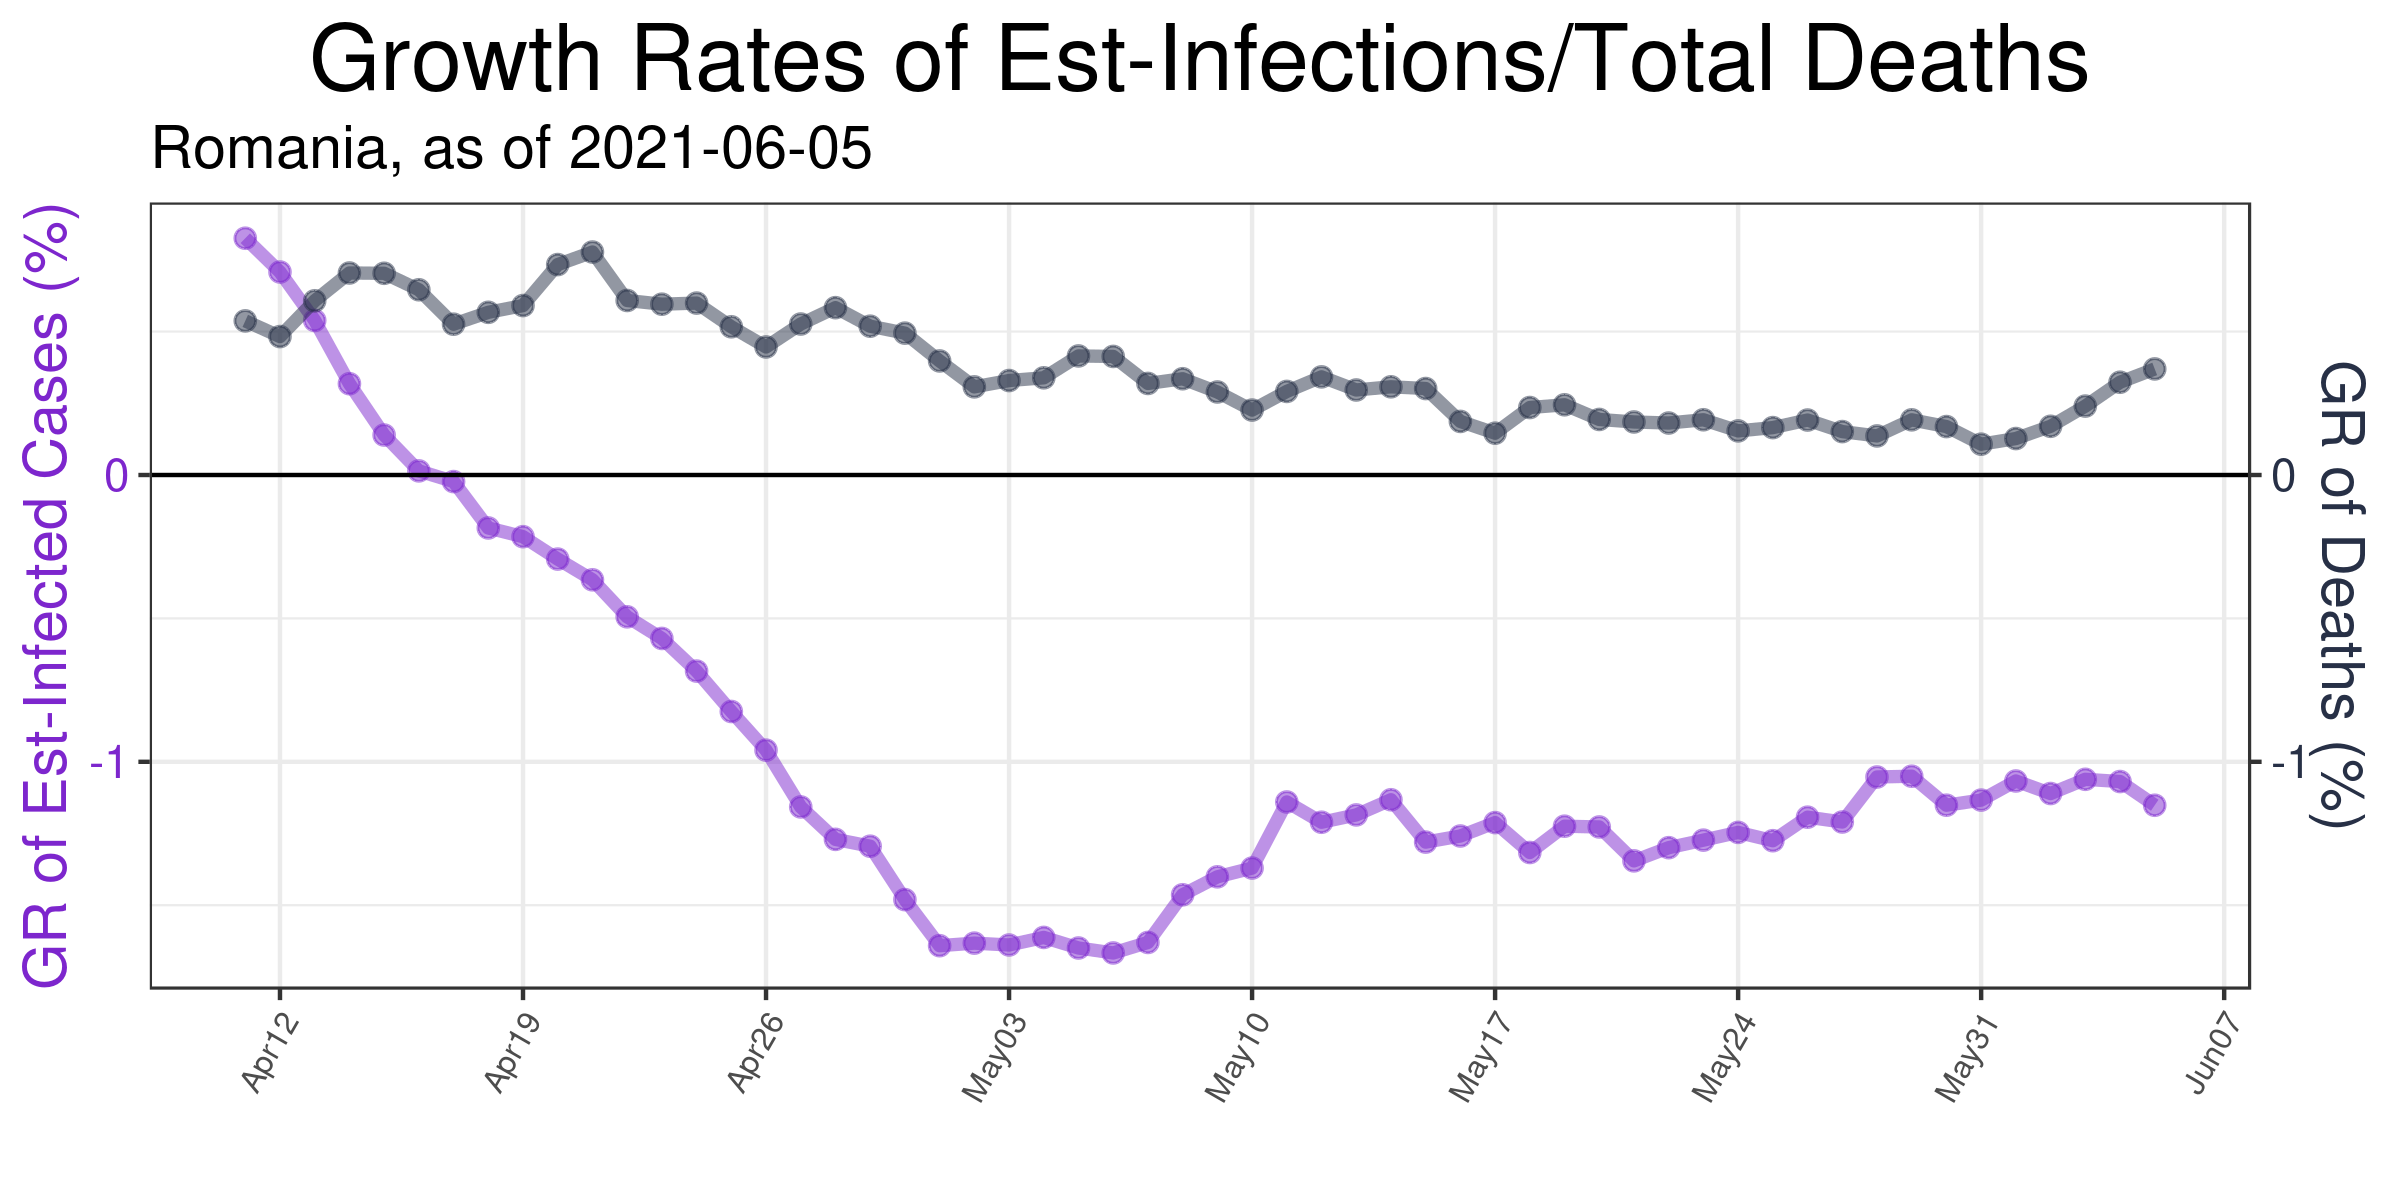 Growth Rates of Est-Infections/Total Deaths
Romania, as of 2021-06-05
GR of Est-Infected Cases (%)
0
-1
GR of Deaths (%)
0
-1
Apr12
Apr19
Apr26
May03
May10
May17
May24
May31
Jun07